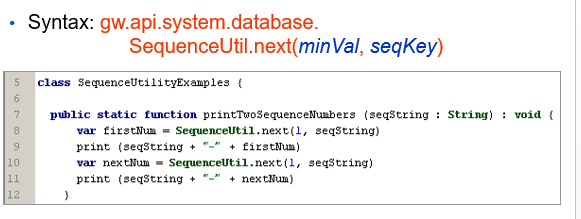 • Syntax: gw.api.system.database.
SequenceUtil.next(minVal, seqKey)
5 class SequenceUtilityExamples {
6
7 public static function printTwoSequenceNumbers (seqString : String) : void {
8 var firstNum = SequenceUtil.next(1, seqString)
9 print (seqString + "-" + firstNum)
10 var nextNum = SequenceUtil.next(1, seqString)
11 print (seqString + "-" + nextNum)
12 }